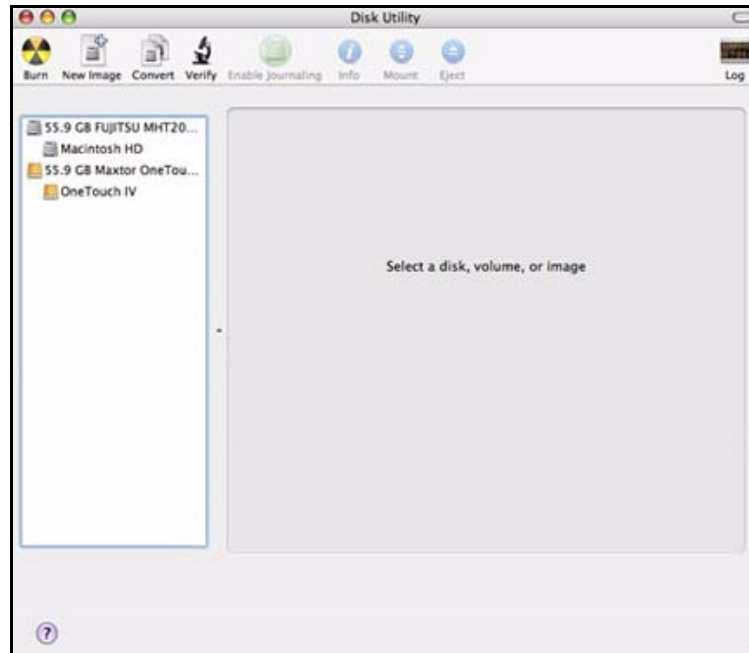 Disk Utility
Burn New Image Convert Verify Enable Journaling Info Mount Eject Log
55.9 GB FUJITSU MHT20...
Macintosh HD
55.9 GB Maxtor OneTou...
OneTouch IV
Select a disk, volume, or image
?